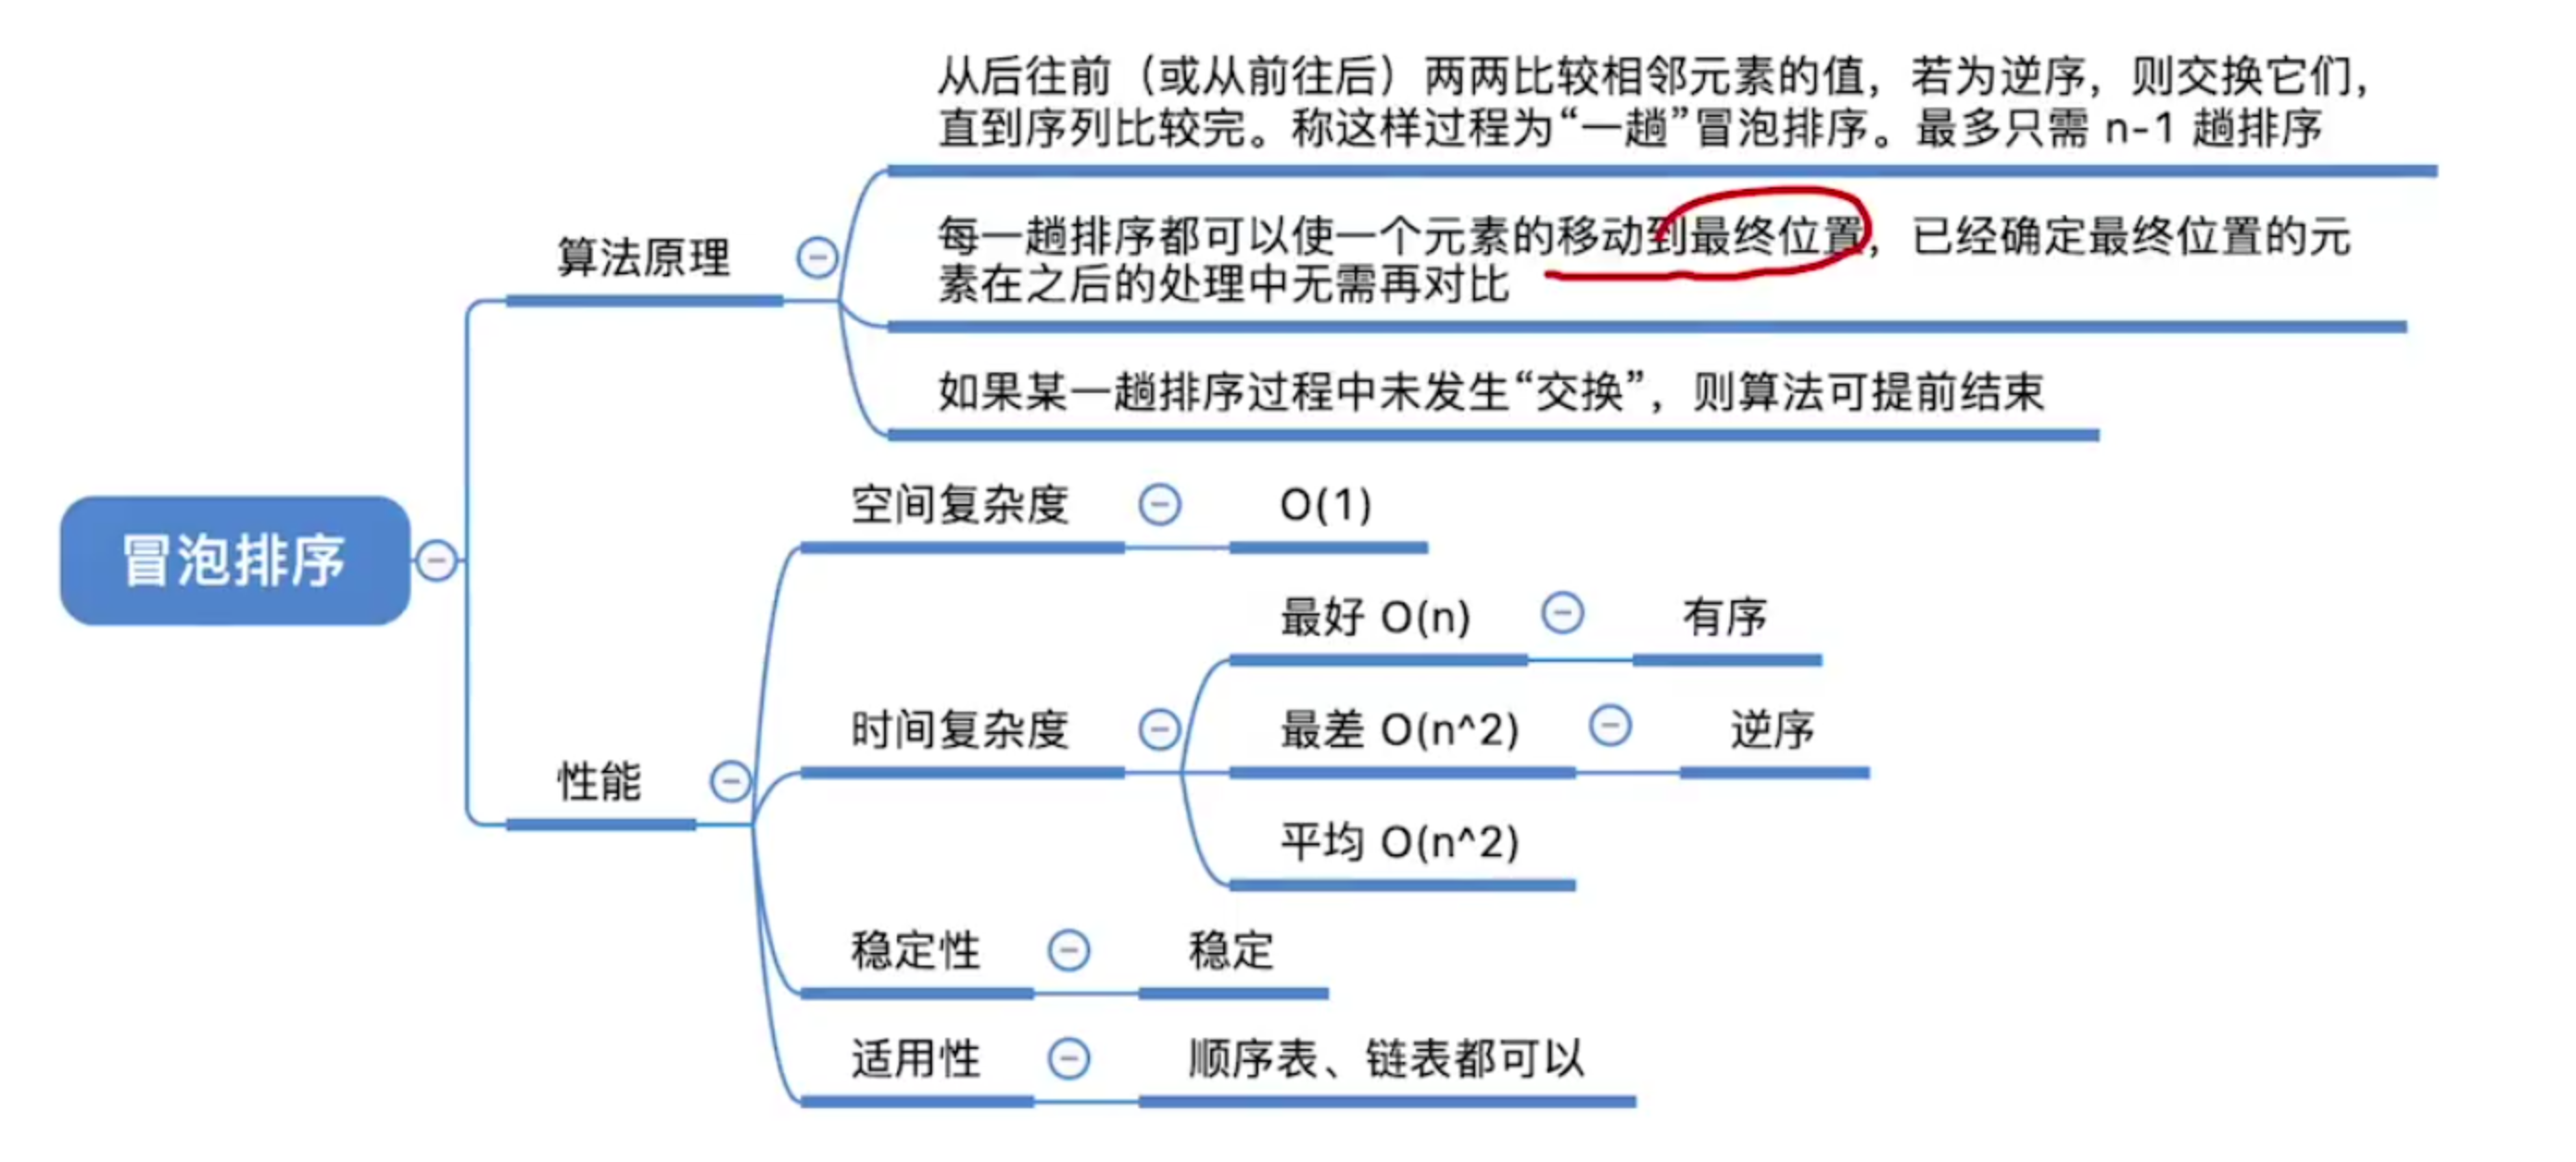 从后往前（或从前往后）两两比较相邻元素的值，若为逆序，则交换它们，
直到序列比较完。称这样过程为“一趟”冒泡排序。最多只需 n-1 趟排序
每一趟排序都可以使一个元素的移动到最终位置，已经确定最终位置的元
素在之后的处理中无需再对比
算法原理
如果某一趟排序过程中未发生“交换”，则算法可提前结束
冒泡排序
空间复杂度
O(1)
最好 O(n)
有序
时间复杂度
最差 O(n^2)
逆序
平均 O(n^2)
性能
稳定性
稳定
适用性
顺序表、链表都可以